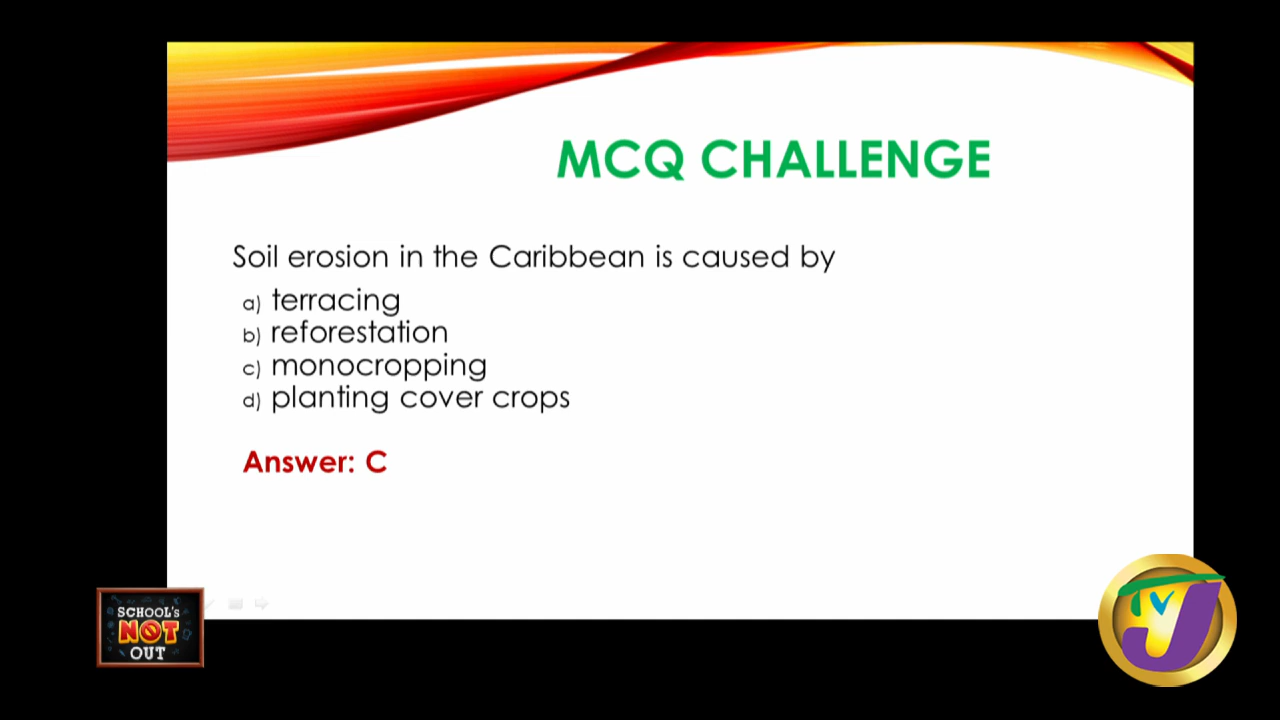 MCQ CHALLENGE
Soil erosion in the Caribbean is caused by
a) terracing
b) reforestation
c) monocropping
d) planting cover crops
Answer: C
SCHOOL's
NOT
OUT
TVJ